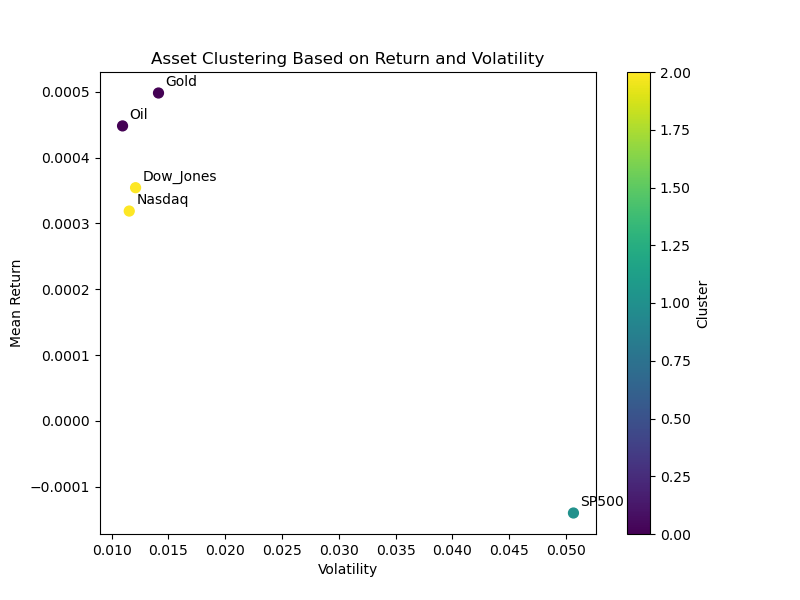 Asset Clustering Based on Return and Volatility
Mean Return
0.0005
0.0004
0.0003
0.0002
0.0001
0.0000
−0.0001
Gold
Oil
Dow_Jones
Nasdaq
SP500
0.010 0.015 0.020 0.025 0.030 0.035 0.040 0.045 0.050
Volatility
2.00
1.75
1.50
1.25
1.00
0.75
0.50
0.25
0.00
Cluster